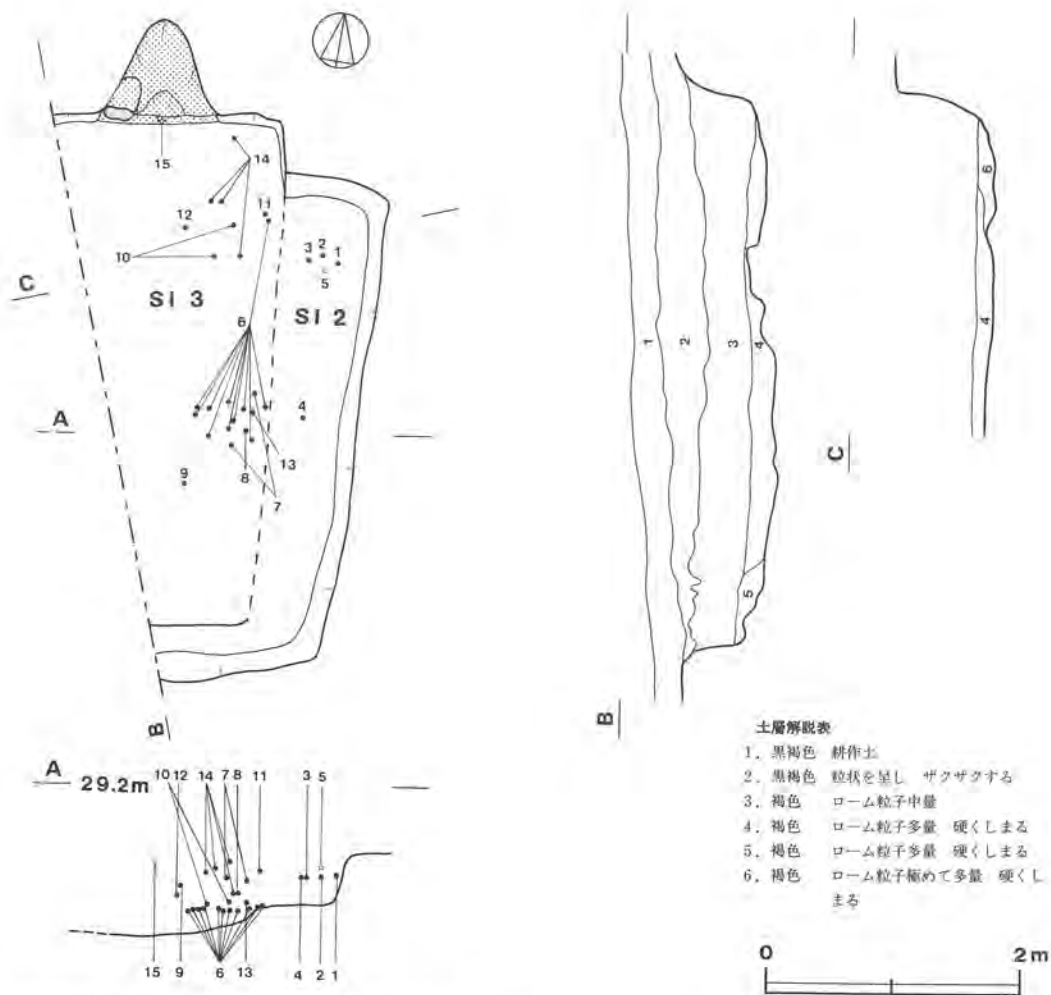 15
14
11
12
10
3 2 1
5
C
SI 3
SI 2
6
A
4
13
9
8
7
B
1
2
3
4
5
6
4
C
B
A 29.2m
10 12 14 7 8 11 3 5
15 9 6 13 4 2 1
土層解説表
1. 黒褐色 耕作土
2. 黒褐色 粒状を呈し ザクザクする
3. 褐色 ローム粒子中量
4. 褐色 ローム粒子多量 硬くしまる
5. 褐色 ローム粒子多量 硬くしまる
6. 褐色 ローム粒子極めて多量 硬くし
まる
0 2m